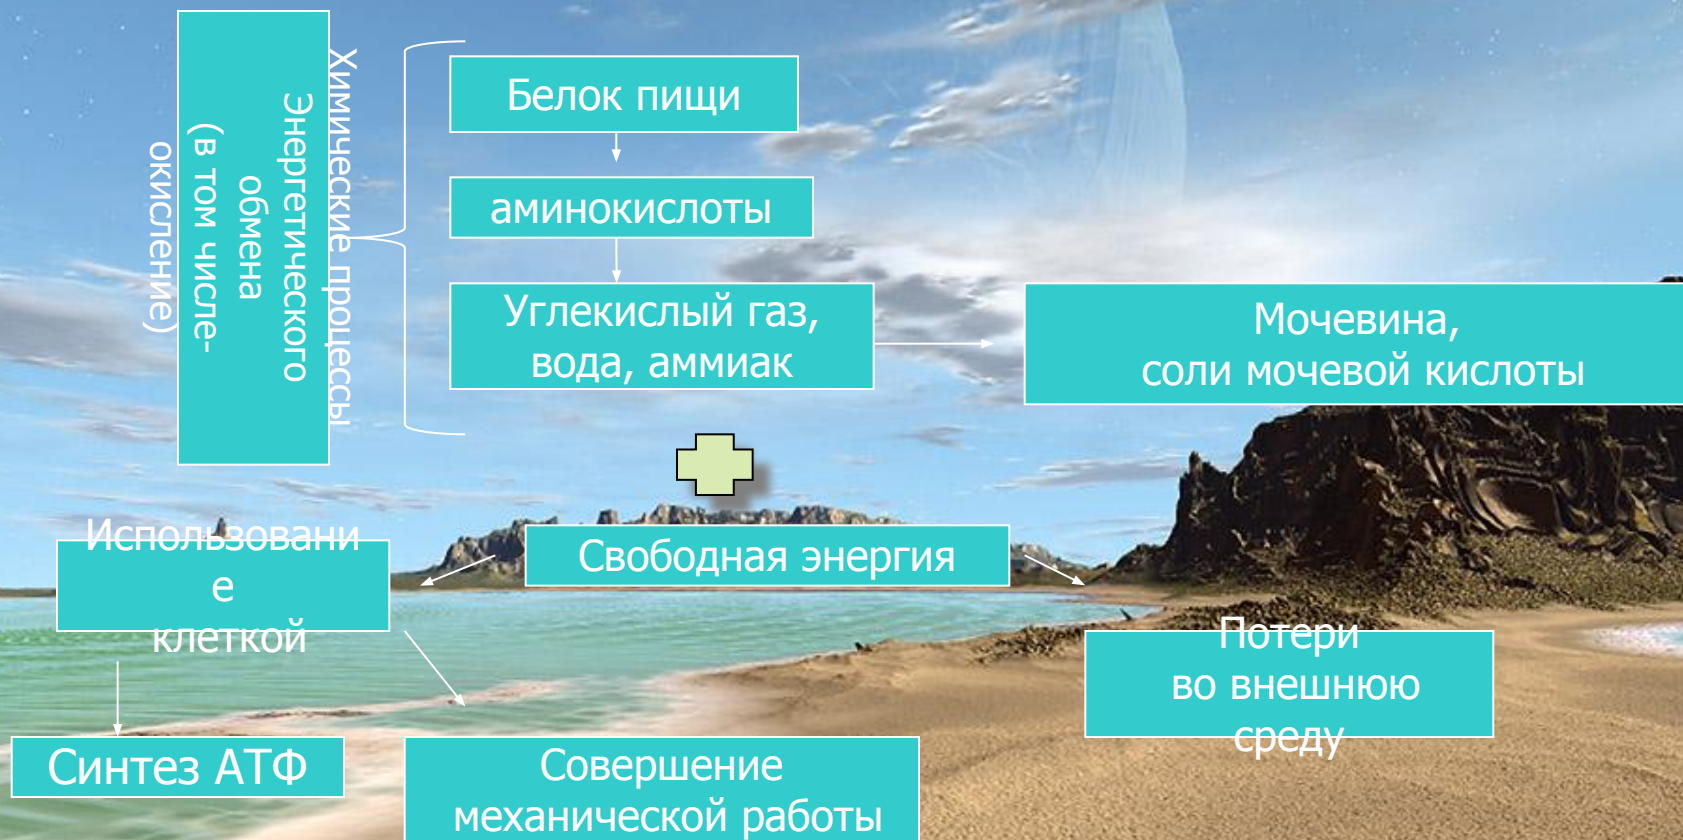 Химические процессы
Энергетического
обмена
(в том числе-
окисление)
Белок пищи
аминокислоты
Углекислый газ,
вода, аммиак
Мочевина,
соли мочевой кислоты
Свободная энергия
Использовани
е
клеткой
Потери
во внешнюю
среду
Синтез АТФ
Совершение
механической работы